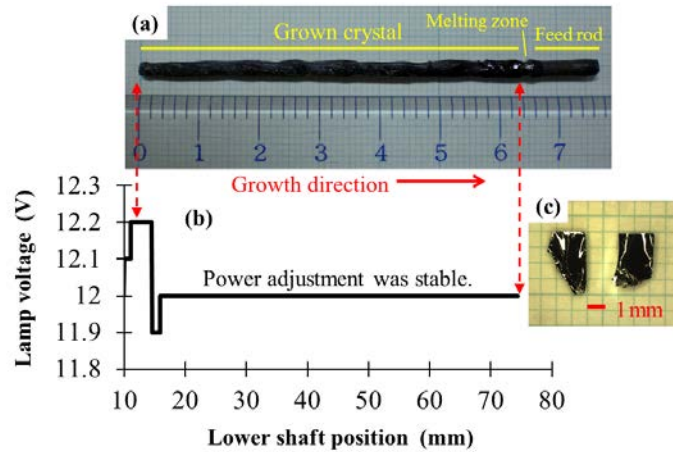 (a)
Grown crystal
Melting zone
Feed rod
0 1 2 3 4 5 6 7
Growth direction
(b)
Power adjustment was stable.
Lamp voltage (V)
12.3
12.2
12.1
12
11.9
11.8
10 20 30 40 50 60 70 80
Lower shaft position (mm)
(c)
1 mm